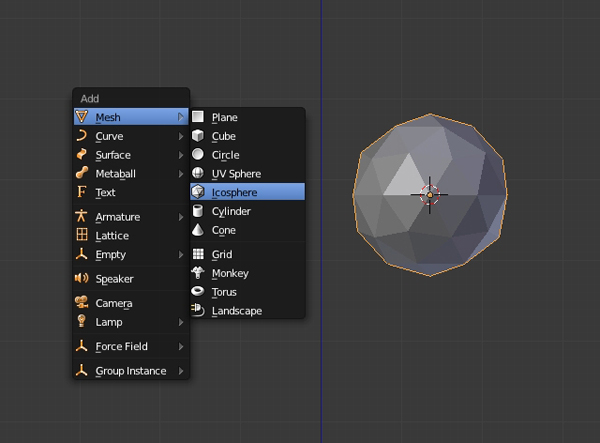 Add
Mesh
Curve
Surface
Metaball
Text
Armature
Lattice
Empty
Speaker
Camera
Lamp
Force Field
Group Instance
Plane
Cube
Circle
UV Sphere
Icosphere
Cylinder
Cone
Grid
Monkey
Torus
Landscape